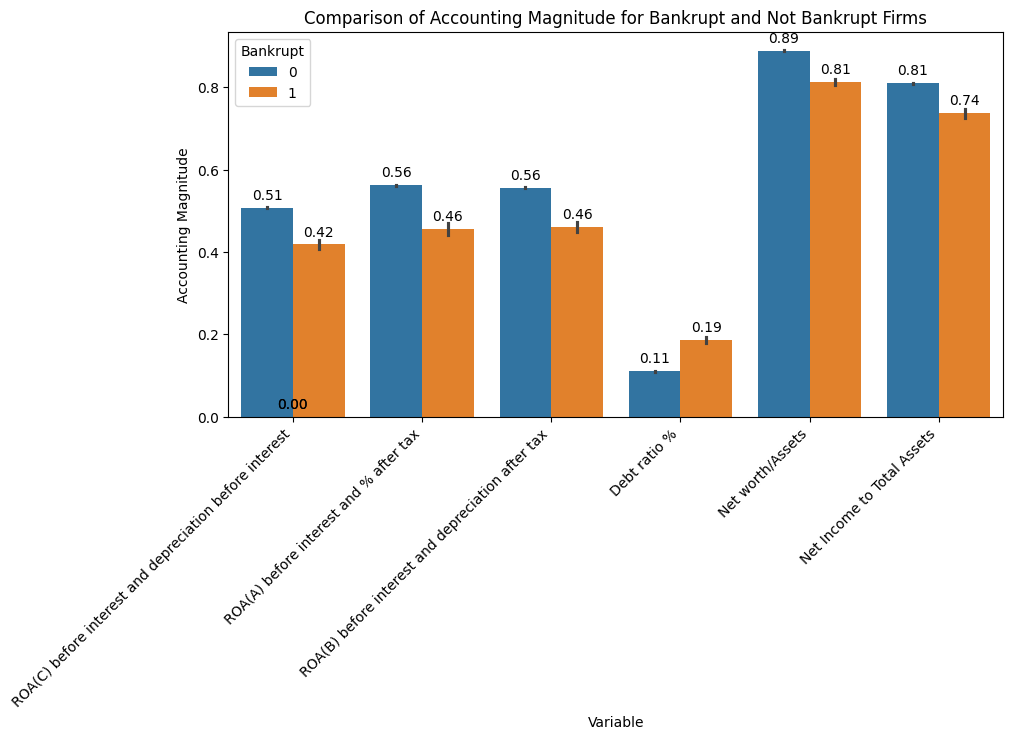 Comparison of Accounting Magnitude for Bankrupt and Not Bankrupt Firms
Bankrupt
0
1
Accounting Magnitude
0.8
0.6
0.4
0.2
0.0
0.51
0.42
0.00
0.56
0.46
0.56
0.46
0.11
0.19
0.89
0.81
0.81
0.74
ROA(C) before interest and depreciation before interest
ROA(A) before interest and % after tax
ROA(B) before interest and depreciation after tax
Debt ratio %
Net worth/Assets
Net Income to Total Assets
Variable